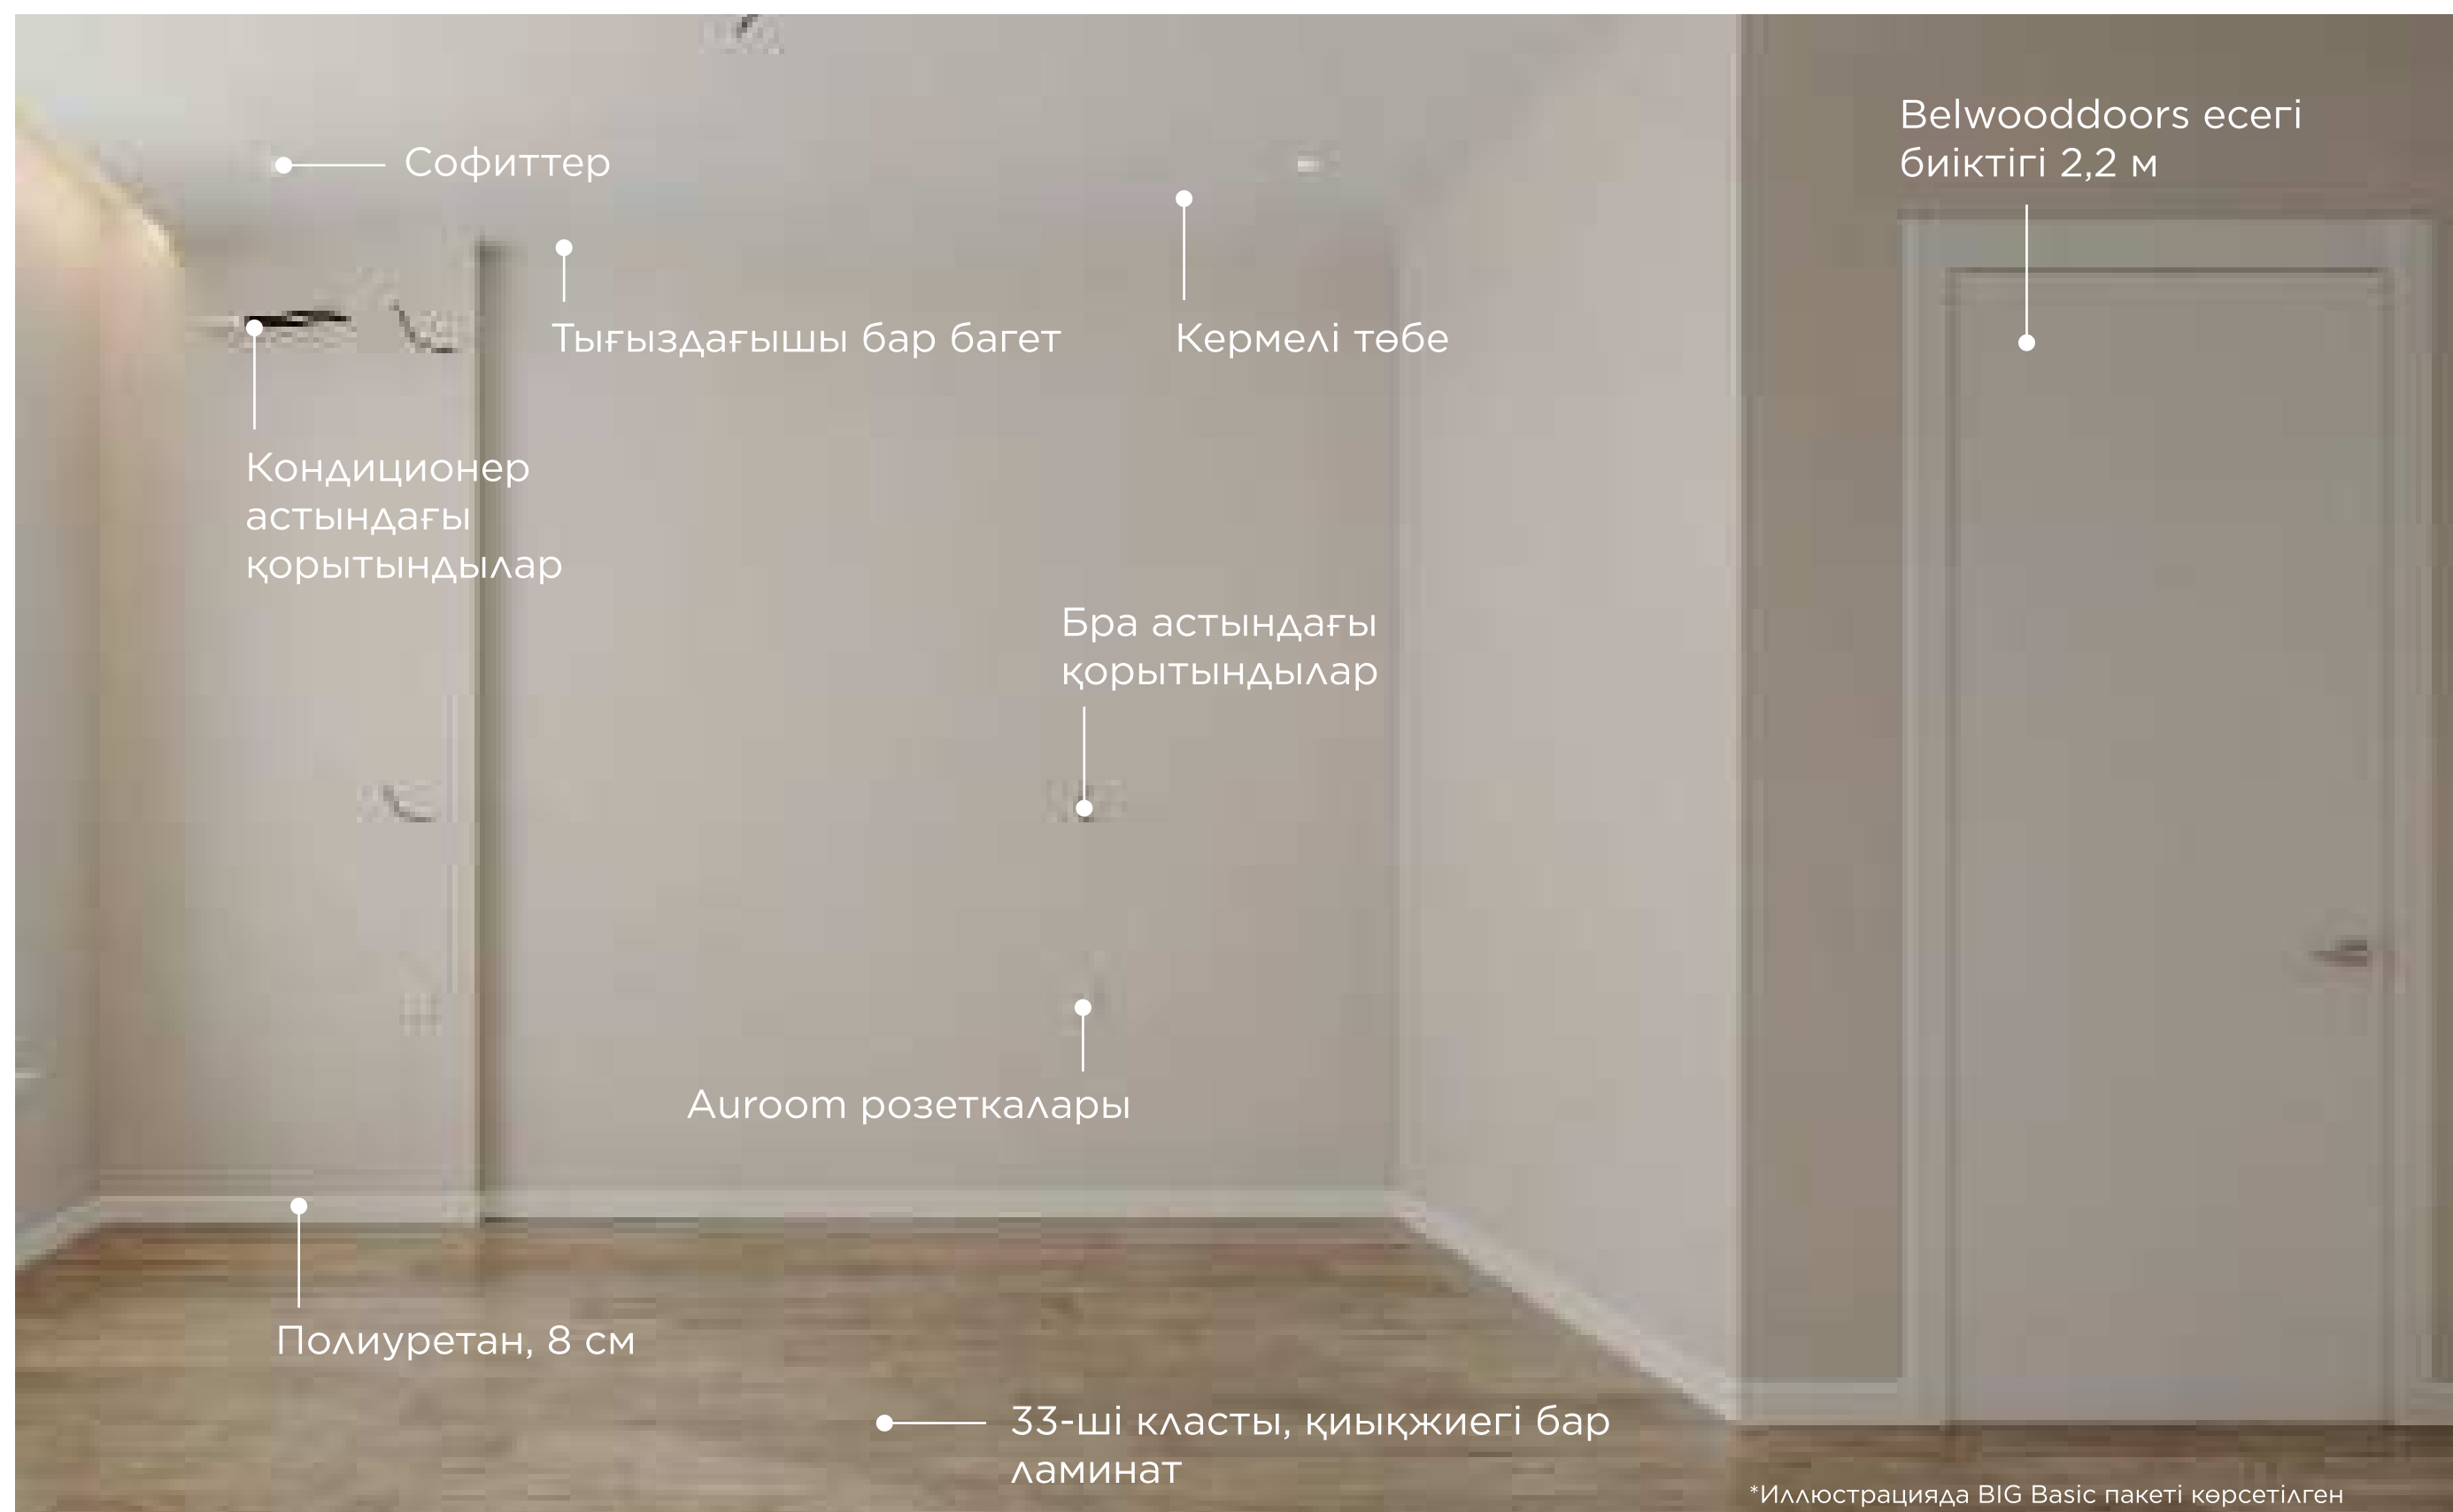 Belwooddoors есегі
биіктігі 2,2 м
Софиттер
Тығыздағышы бар багет
Кермелі төбе
Кондиционер
астындағы
қорытындылар
Бра астындағы
қорытындылар
Auroom розеткалары
Полиуретан, 8 см
33-ші класты, қиықжиегі бар
ламинат
*Иллюстрацияда BIG Basic пакеті көрсетілген